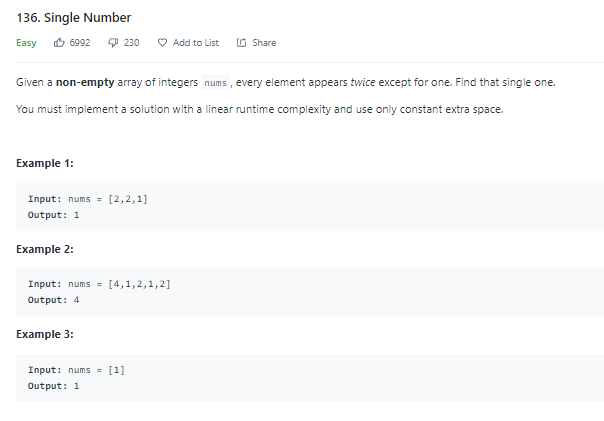 136. Single Number
Easy 6992 230 Add to List Share
Given a non-empty array of integers nums , every element appears twice except for one. Find that single one.
You must implement a solution with a linear runtime complexity and use only constant extra space.
Example 1:
Input: nums = [2,2,1]
Output: 1
Example 2:
Input: nums = [4,1,2,1,2]
Output: 4
Example 3:
Input: nums = [1]
Output: 1